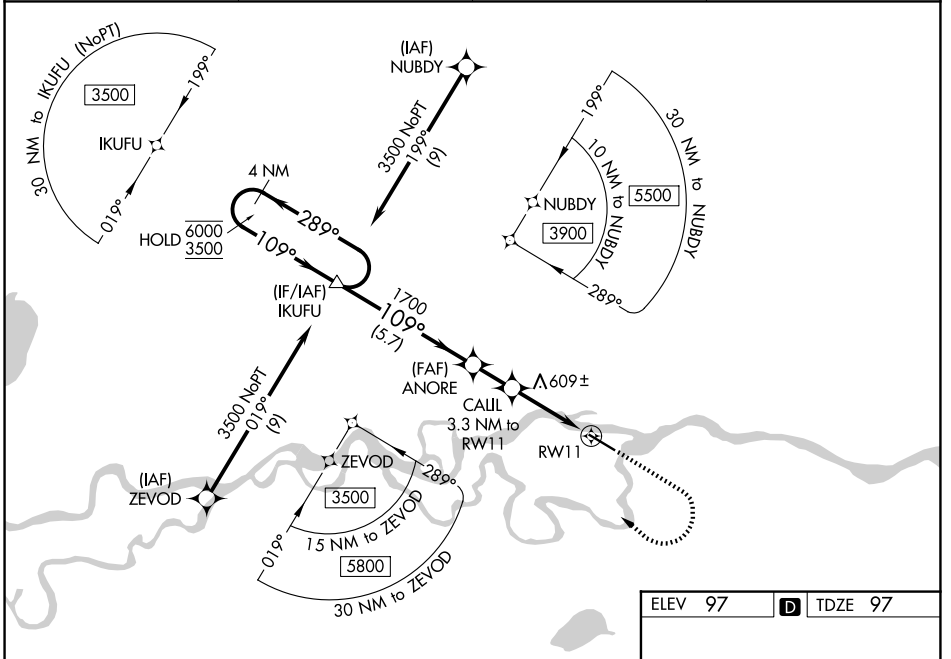 30 NM to IKUFU (NoPT)
3500
199°
IKUFU
019°
(IAF)
NUBDY
3500 NoPT
199°
(9)
199°
30 NM to NUBDY
10 NM to NUBDY
5500
NUBDY
3900
289°
4 NM
289°
HOLD 6000
3500
109°
(IF/IAF)
IKUFU
1700
109°
(5.7)
(FAF)
ANORE
CALIL
3.3 NM to
RW11
609±
RW11
3500 NoPT
019°
(9)
(IAF)
ZEVOD
ZEVOD
289°
3500
019°
15 NM to ZEVOD
5800
30 NM to ZEVOD
ELEV 97 D TDZE 97